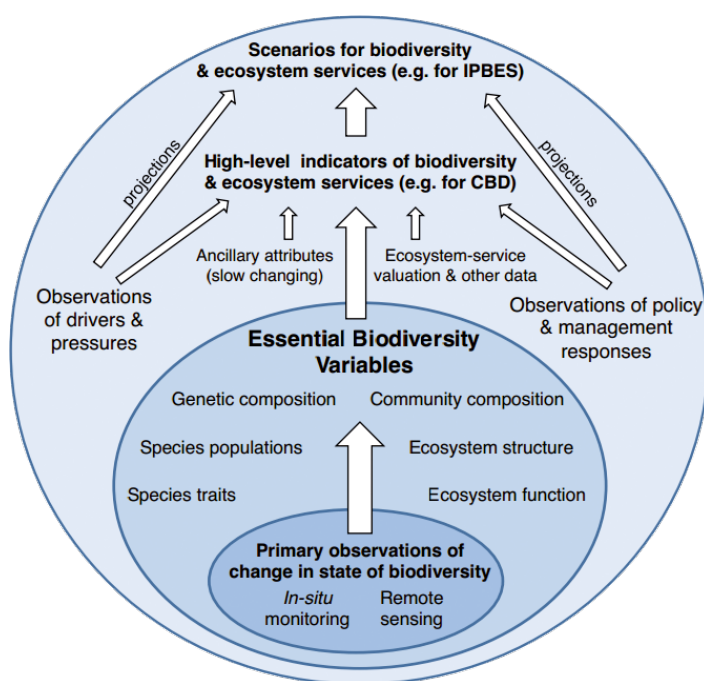 Scenarios for biodiversity
& ecosystem services (e.g. for IPBES)
projections
projections
High-level indicators of biodiversity
& ecosystem services (e.g. for CBD)
Ancillary attributes
(slow changing)
Ecosystem-service
valuation & other data
Observations
of drivers &
pressures
Observations of policy
& management
responses
Essential Biodiversity
Variables
Genetic composition
Community composition
Species populations
Ecosystem structure
Species traits
Ecosystem function
Primary observations of
change in state of biodiversity
In-situ
monitoring
Remote
sensing